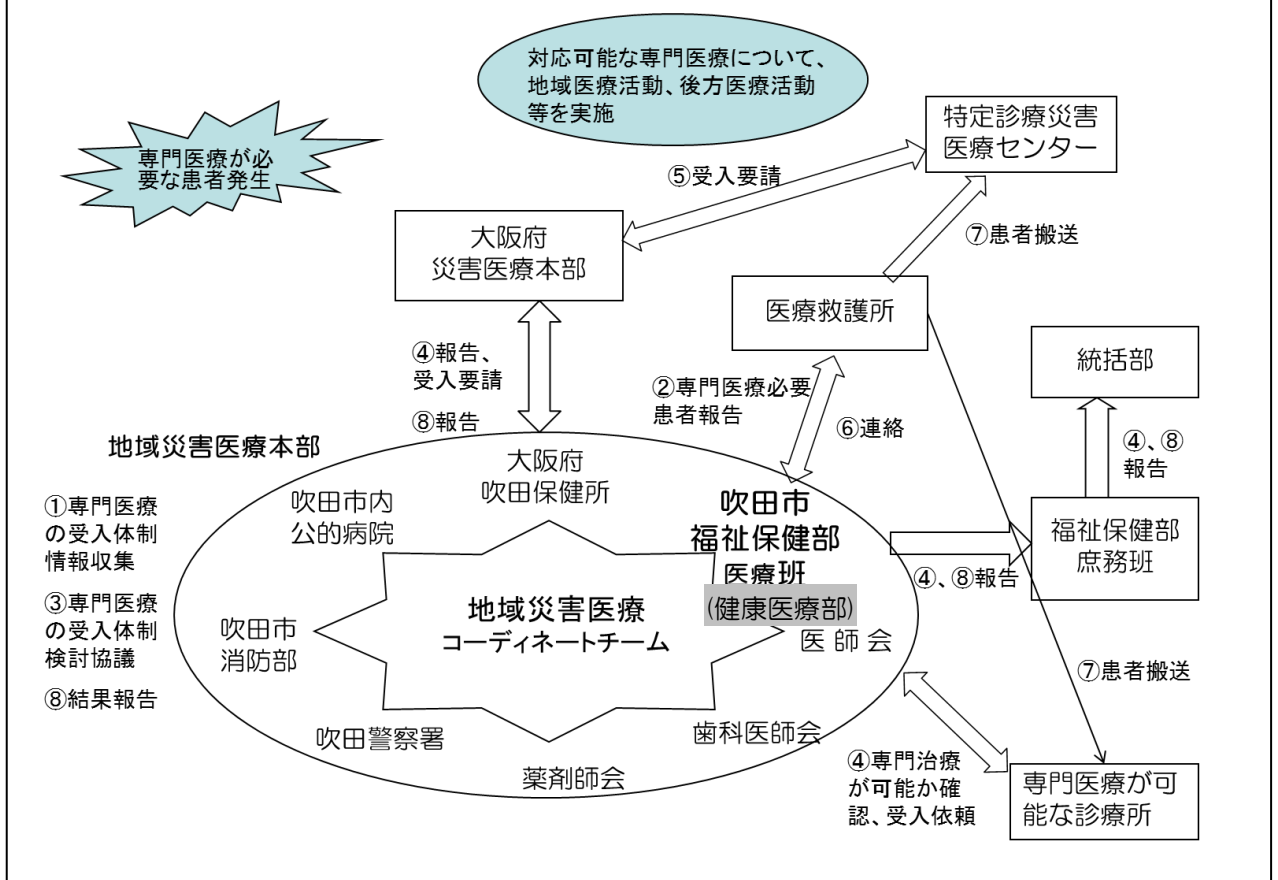 対応可能な専門医療について、
地域医療活動、後方医療活動
等を実施
専門医療が必
要な患者発生
特定診療災害
医療センター
⑤受入要請
大阪府
災害医療本部
⑦患者搬送
医療救護所
④報告、
受入要請
⑧報告
②専門医療必要
患者報告
⑥連絡
統括部
④、⑧
報告
地域災害医療本部
①専門医療
の受入体制
情報収集
③専門医療
の受入体制
検討協議
⑧結果報告
大阪府
吹田保健所
吹田市内
公的病院
吹田市
福祉保健部
医療班
(健康医療部)
④、⑧報告
福祉保健部
庶務班
地域災害医療
コーディネートチーム
吹田市
消防部
医 師 会
吹田警察署
薬剤師会
歯科医師会
⑦患者搬送
④専門治療
が可能か確
認、受入依頼
専門医療が可
能な診療所